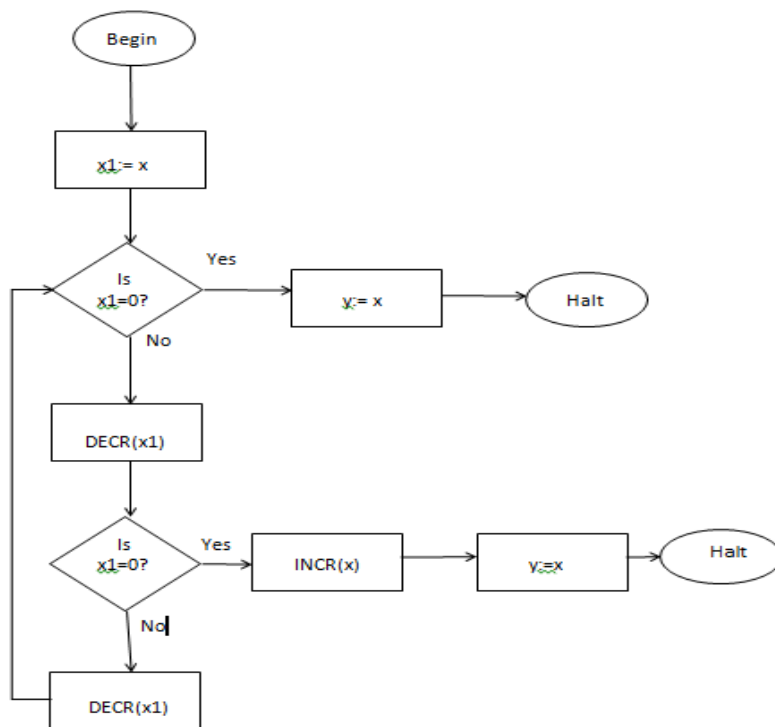 Begin
x1:= x
Is
x1=0?
Yes
y:= x
Halt
No
DECR(x1)
Is
x1=0?
Yes
INCR(x)
y:=x
Halt
No
DECR(x1)